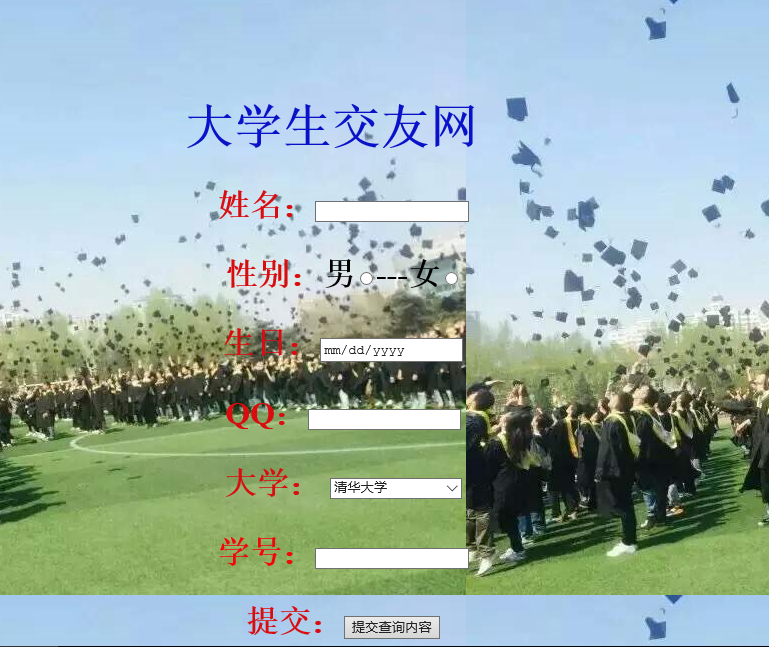 大学生交友网
姓名：
性别： 男 ---女
生日： mm/dd/yyyy
QQ：
大学： 清华大学
学号：
提交： 提交查询内容